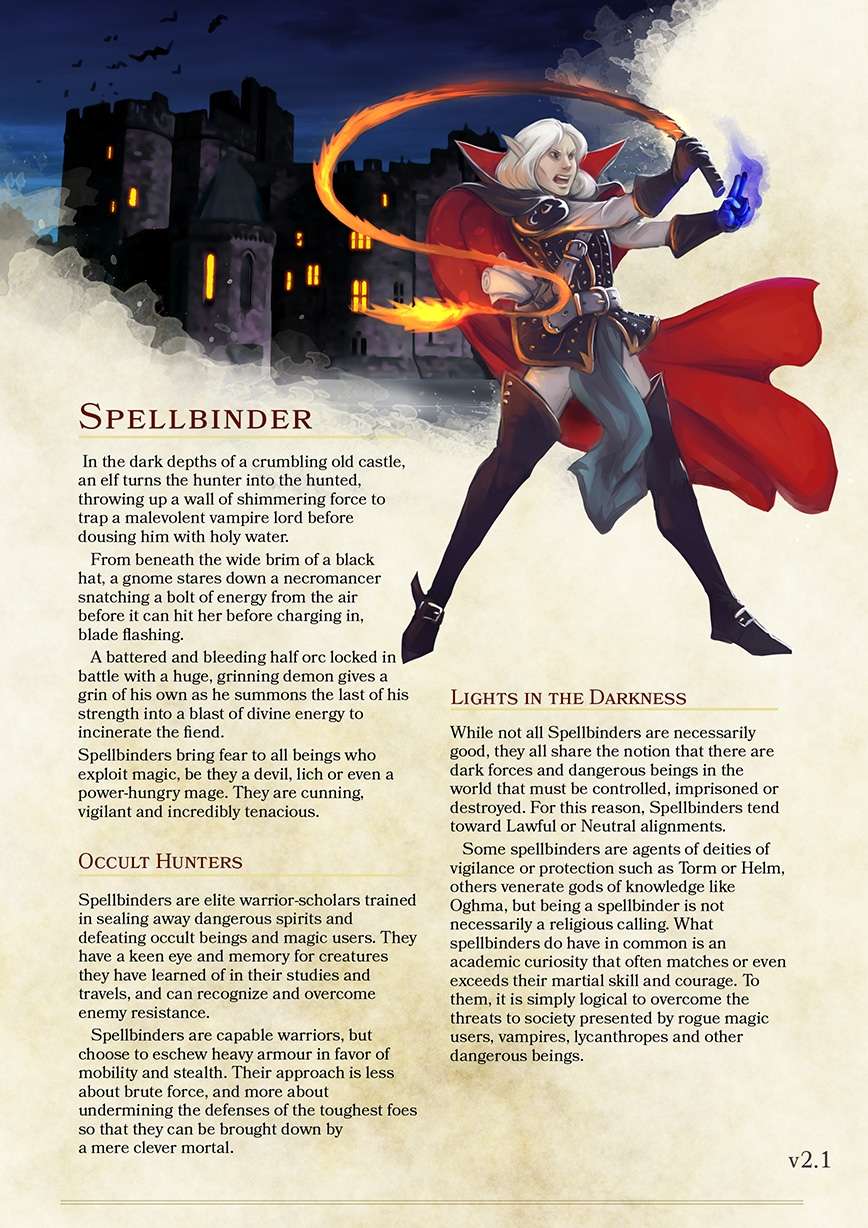 Spellbinder
In the dark depths of a crumbling old castle,
an elf turns the hunter into the hunted,
throwing up a wall of shimmering force to
trap a malevolent vampire lord before
dousing him with holy water.
From beneath the wide brim of a black
hat, a gnome stares down a necromancer
snatching a bolt of energy from the air
before it can hit her before charging in,
blade flashing.
A battered and bleeding half orc locked in
battle with a huge, grinning demon gives a
grin of his own as he summons the last of his
strength into a blast of divine energy to
incinerate the fiend.
Spellbinders bring fear to all beings who
exploit magic, be they a devil, lich or even a
power-hungry mage. They are cunning,
vigilant and incredibly tenacious.
Occult Hunters
Spellbinders are elite warrior-scholars trained
in sealing away dangerous spirits and
defeating occult beings and magic users. They
have a keen eye and memory for creatures
they have learned of in their studies and
travels, and can recognize and overcome
enemy resistance.
Spellbinders are capable warriors, but
choose to eschew heavy armour in favor of
mobility and stealth. Their approach is less
about brute force, and more about
undermining the defenses of the toughest foes
so that they can be brought down by
a mere clever mortal.
Lights in the Darkness
While not all Spellbinders are necessarily
good, they all share the notion that there are
dark forces and dangerous beings in the
world that must be controlled, imprisoned or
destroyed. For this reason, Spellbinders tend
toward Lawful or Neutral alignments.
Some spellbinders are agents of deities of
vigilance or protection such as Torm or Helm,
others venerate gods of knowledge like
Oghma, but being a spellbinder is not
necessarily a religious calling. What
spellbinders do have in common is an
academic curiosity that often matches or even
exceeds their martial skill and courage. To
them, it is simply logical to overcome the
threats to society presented by rogue magic
users, vampires, lycanthropes and other
dangerous beings.
v2.1